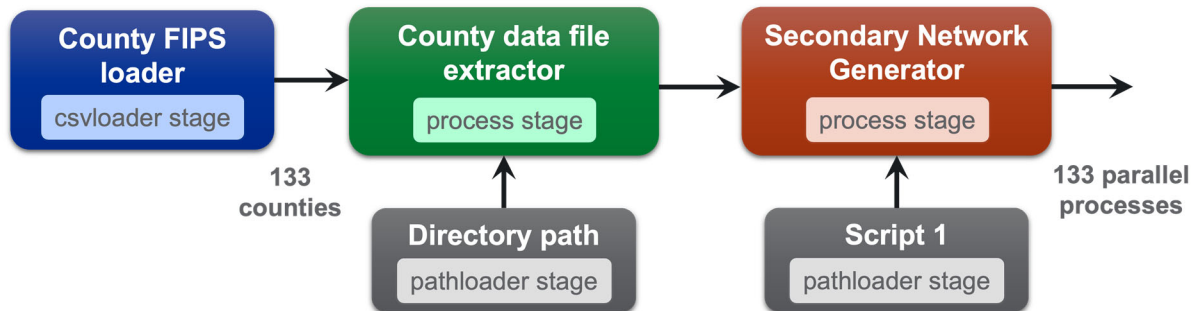 County FIPS
loader
csvloader stage
County data file
extractor
process stage
Secondary Network
Generator
process stage
133
counties
133 parallel
processes
Directory path
pathloader stage
Script 1
pathloader stage